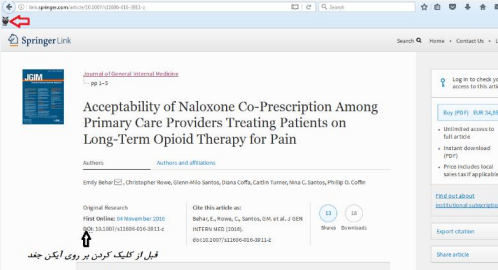 link.springer.com/article/10.1007/s11606-016-3911-z
Search
Springer Link
Search
Home
Contact Us
JGIM
Journal of General Internal Medicine
pp 1–5
Acceptability of Naloxone Co-Prescription Among
Primary Care Providers Treating Patients on
Long-Term Opioid Therapy for Pain
Authors
Authors and affiliations
Emily Behar, Christopher Rowe, Glenn-Milo Santos, Diana Coffa, Caitlin Turner, Nina C. Santos, Phillip O. Coffin
Original Research
First Online: 04 November 2016
DOI: 10.1007/s11606-016-3911-z
Cite this article as:
Behar, E., Rowe, C., Santos, GM. et al. J GEN
INTERN MED (2016).
doi:10.1007/s11606-016-3911-z
13
Shares
Downloads
Log in to check yo
access to this arti
Buy (PDF) EUR 34,95
Unlimited access to
full article
Instant download
(PDF)
Price includes local
sales tax if applicable
Find out about
institutional subscription
Export citation
Share article
قبل از کلیک کردن بر روی آیکن جغد